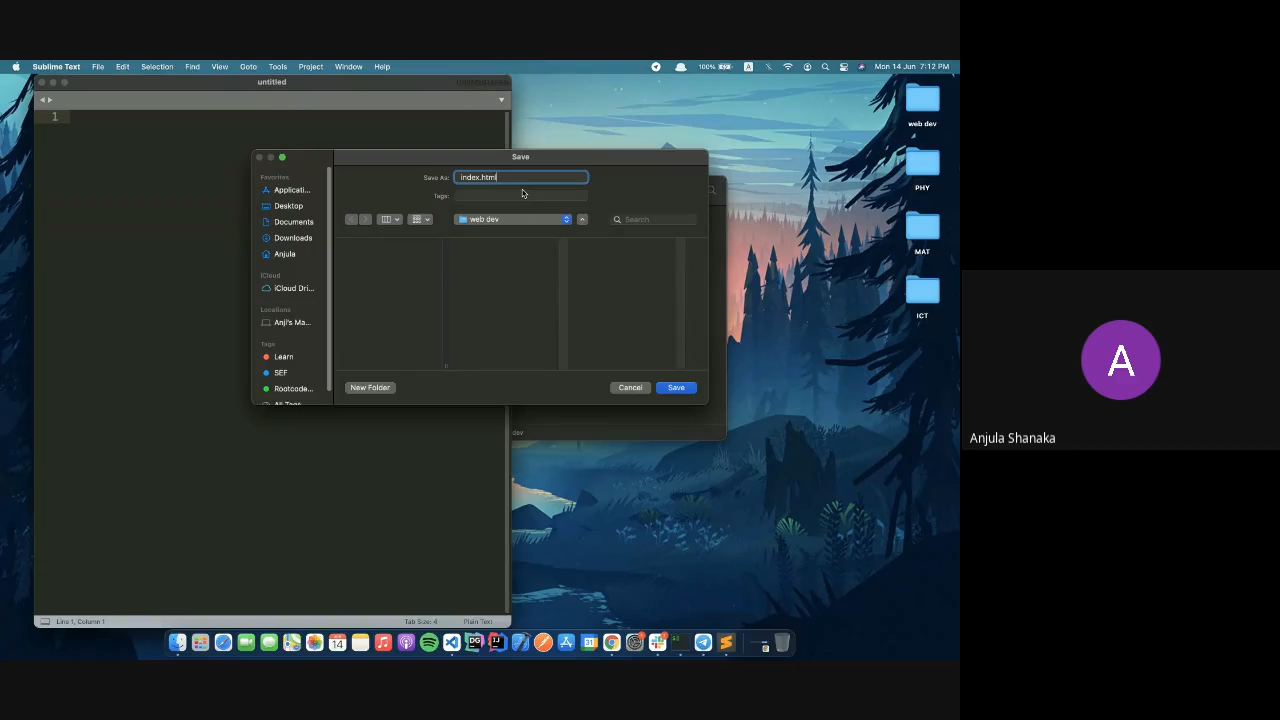 Sublime Text File Edit Selection Find View Goto Tools Project Window Help 100% A Mon 14 Jun 7:12 PM
untitled
1
web dev
PHY
MAT
ICT
Save
Save As: index.html
Tags:
web dev
Search
Favorites
Applicati...
Desktop
Documents
Downloads
Anjula
iCloud
iCloud Dri...
Locations
Anji's Ma...
Tags
Learn
SEF
Rootcode...
All Tags...
New Folder Cancel Save
dev
Line 1, Column 1 Tab Size: 4 Plain Text
A
Anjula Shanaka